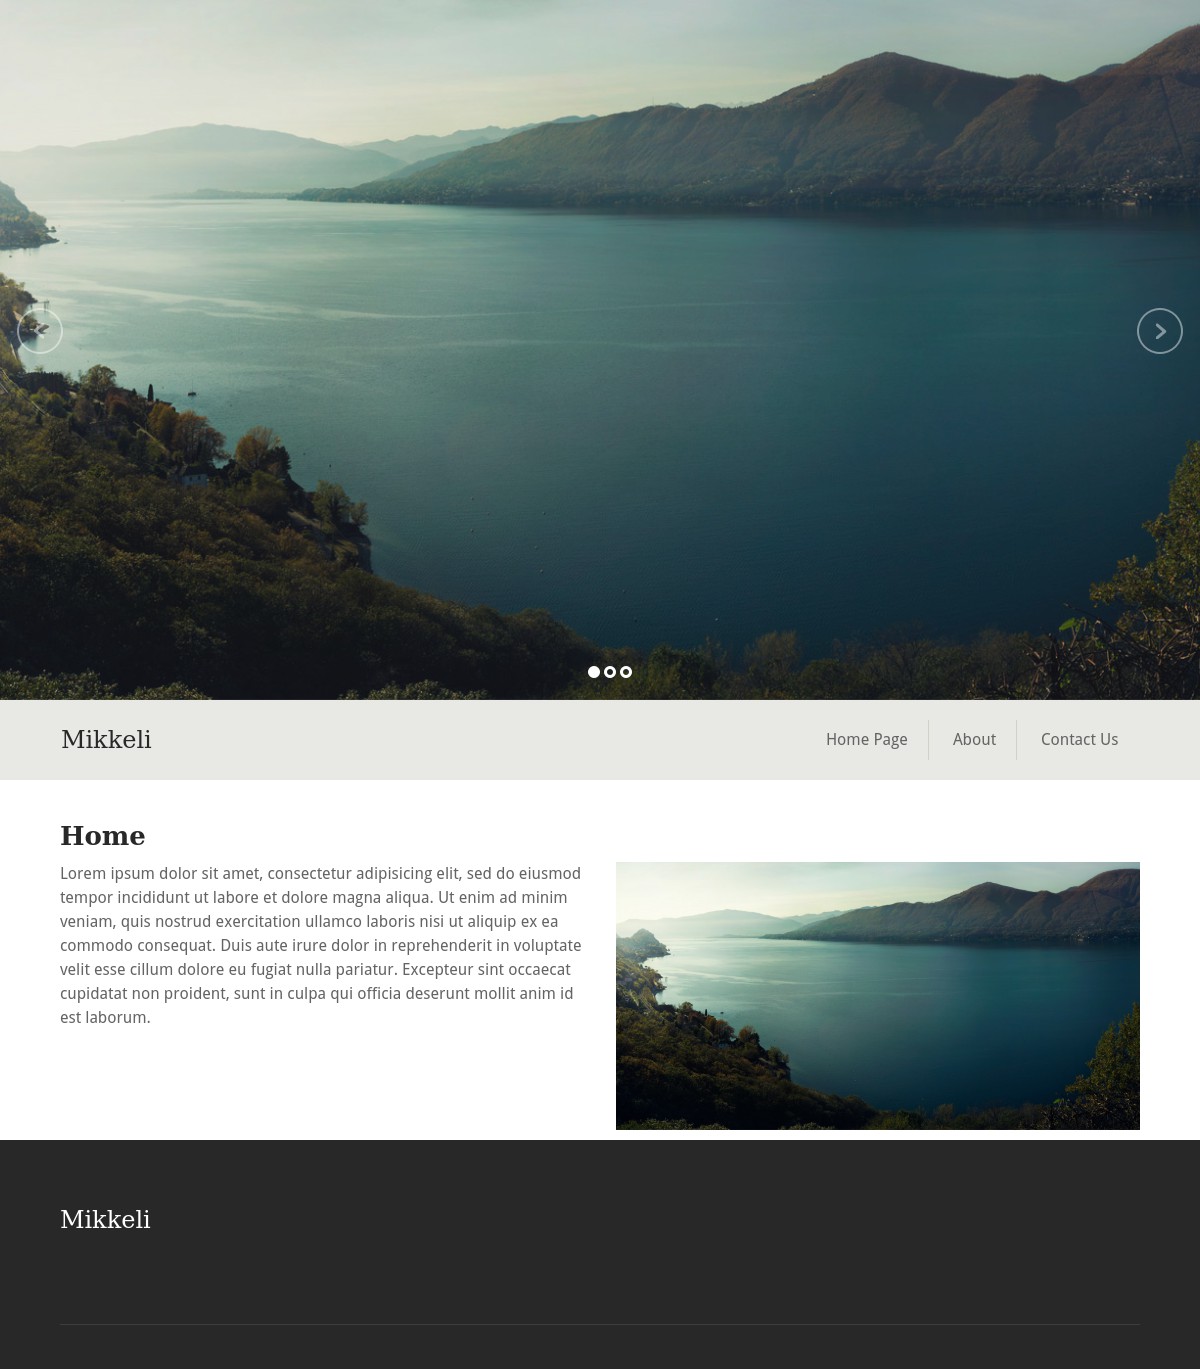 Mikkeli
Home Page
About
Contact Us
Home
Lorem ipsum dolor sit amet, consectetur adipisicing elit, sed do eiusmod
tempor incididunt ut labore et dolore magna aliqua. Ut enim ad minim
veniam, quis nostrud exercitation ullamco laboris nisi ut aliquip ex ea
commodo consequat. Duis aute irure dolor in reprehenderit in voluptate
velit esse cillum dolore eu fugiat nulla pariatur. Excepteur sint occaecat
cupidatat non proident, sunt in culpa qui officia deserunt mollit anim id
est laborum.
Mikkeli